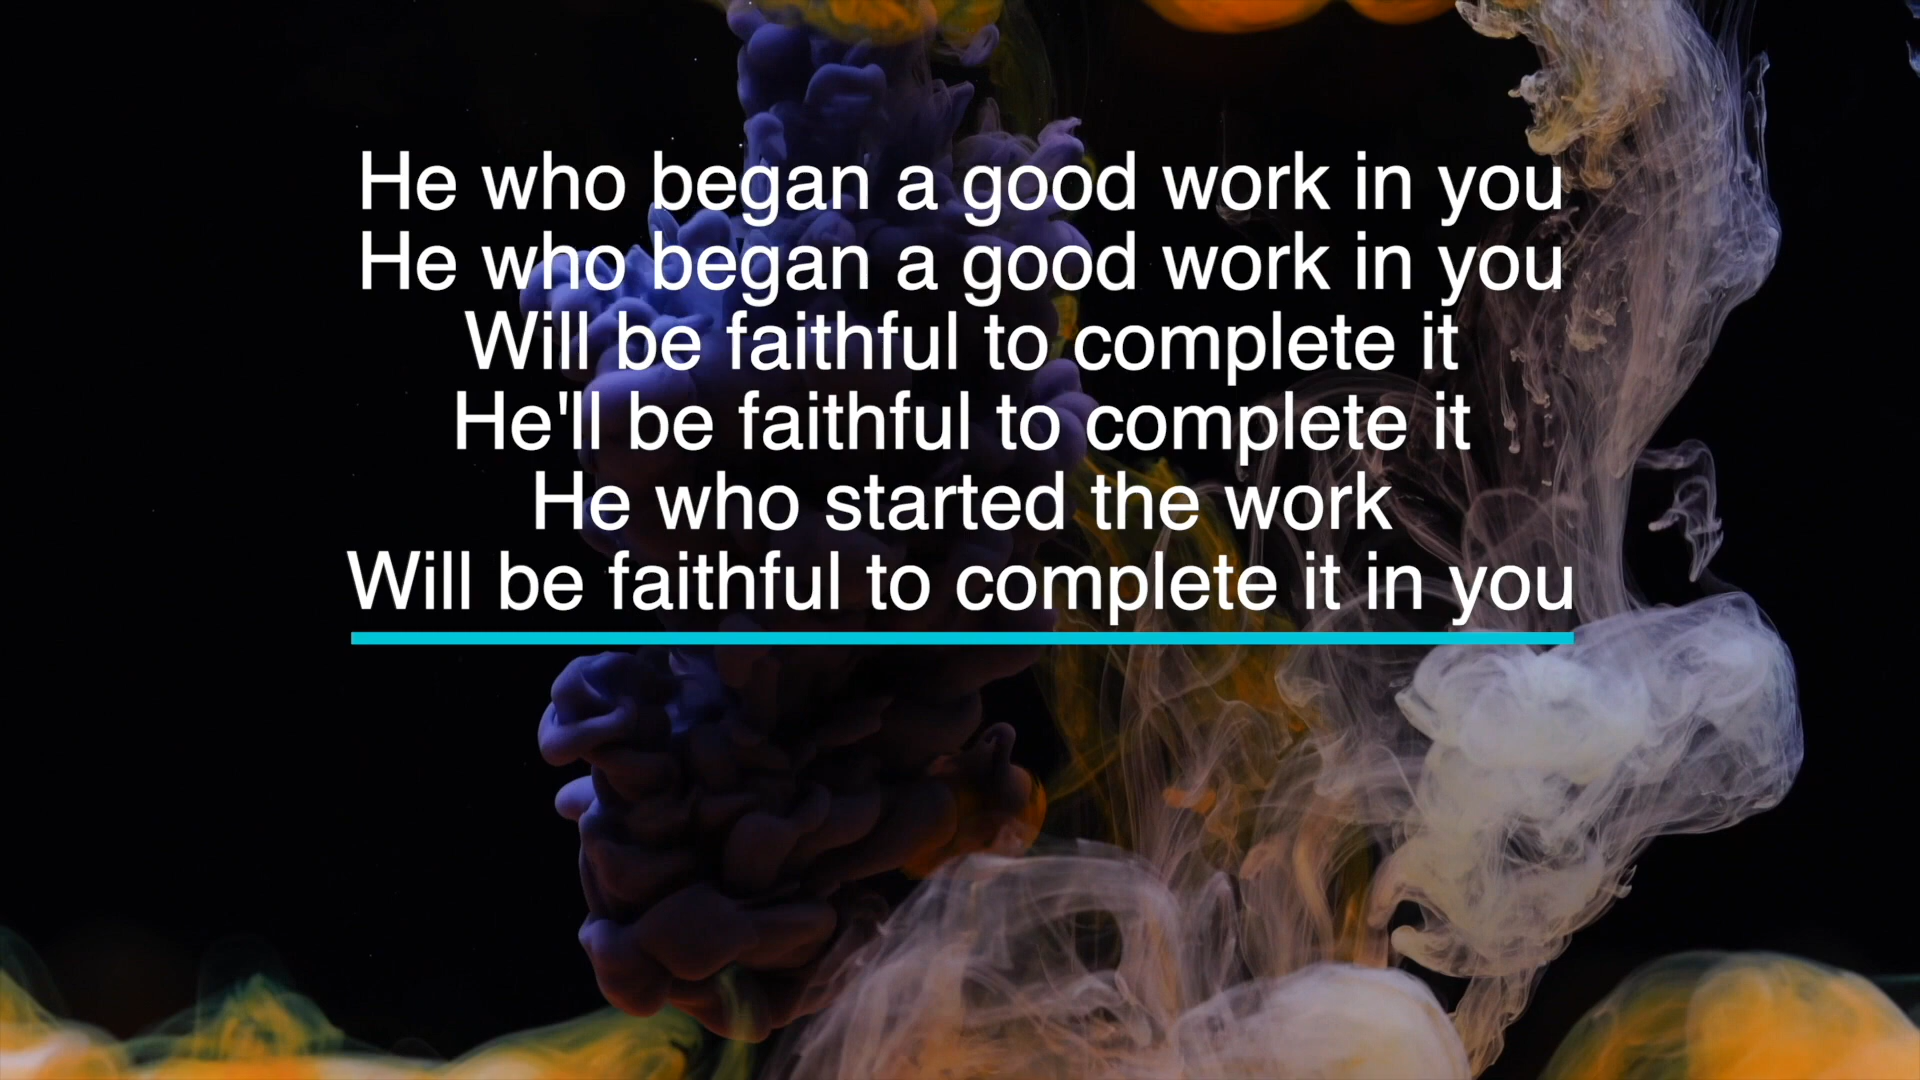 He who began a good work in you
He who began a good work in you
Will be faithful to complete it
He'll be faithful to complete it
He who started the work
Will be faithful to complete it in you